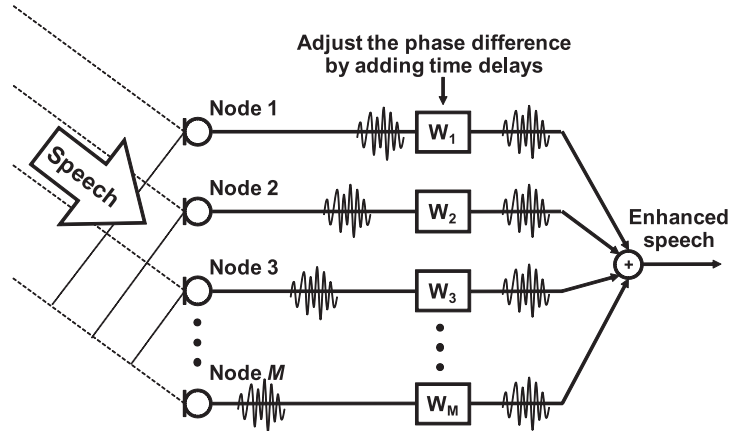 Adjust the phase difference
by adding time delays
Node 1
W1
Speech
Node 2
W2
Enhanced
speech
+
Node 3
W3
Node M
WM